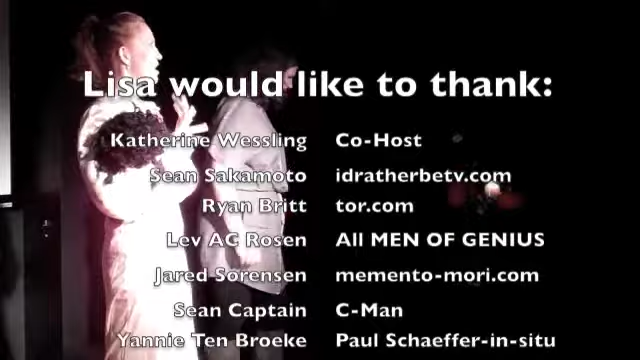 Lisa would like to thank:
Katherine Wessling Co-Host
Sean Sakamoto idratherbetv.com
Ryan Britt tor.com
Lev AC Rosen All MEN OF GENIUS
Jared Sorensen memento-mori.com
Sean Captain C-Man
Yannie Ten Broeke Paul Schaeffer-in-situ